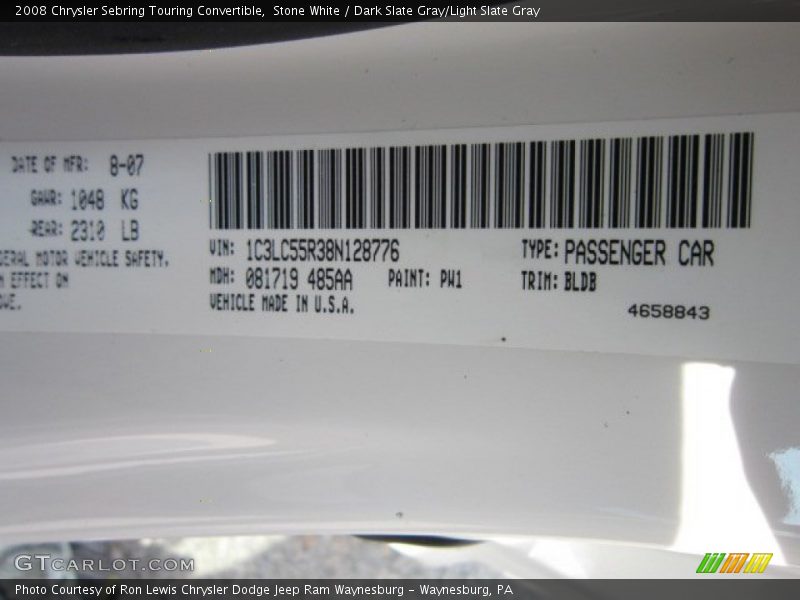 2008 Chrysler Sebring Touring Convertible, Stone White / Dark Slate Gray/Light Slate Gray
DATE OF MFR: 8-07
GAWR: 1048 KG
REAR: 2310 LB
MOTOR VEHICLE SAFETY.
EFFECT ON
VIN: 1C3LC55R38N128776
TYPE: PASSENGER CAR
MDH: 081719 485AA
PAINT: PW1
TRIM: BLDB
VEHICLE MADE IN U.S.A.
4658843
GTCARLOT.COM
Photo Courtesy of Ron Lewis Chrysler Dodge Jeep Ram Waynesburg - Waynesburg, PA